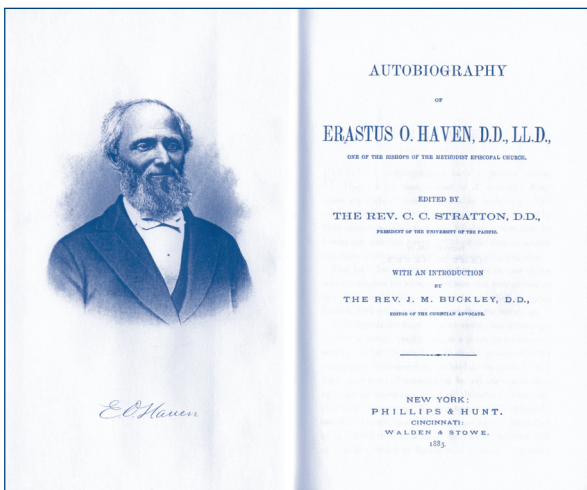 E. O. Haven
AUTOBIOGRAPHY
OF
ERASTUS O. HAVEN, D.D., LL.D.,
ONE OF THE BISHOPS OF THE METHODIST EPISCOPAL CHURCH.
EDITED BY
THE REV. C. C. STRATTON, D.D.,
PRESIDENT OF THE UNIVERSITY OF THE PACIFIC.
WITH AN INTRODUCTION
BY
THE REV. J. M. BUCKLEY, D.D.,
EDITOR OF THE CHRISTIAN ADVOCATE.
NEW YORK:
PHILLIPS & HUNT.
CINCINNATI:
WALDEN & STOWE.
1883.